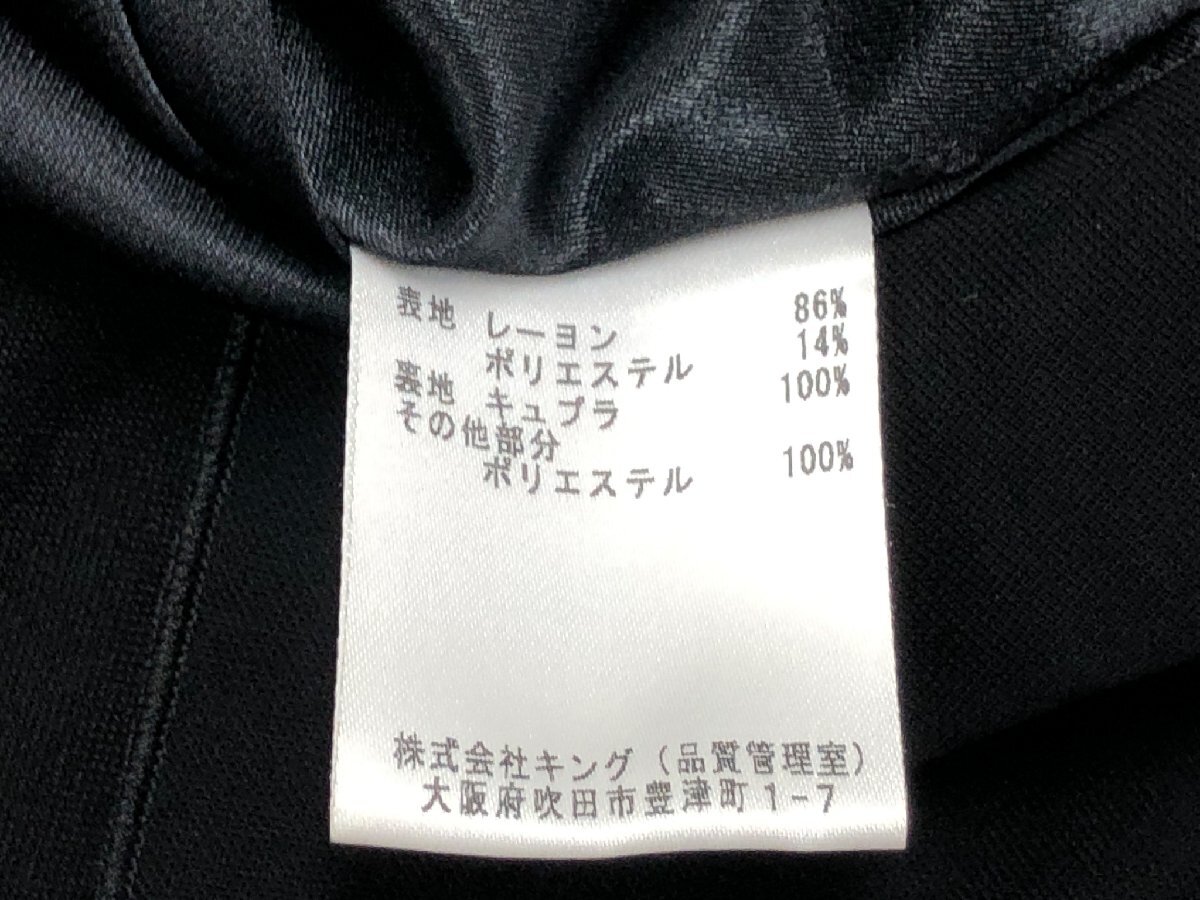 表地 レーヨン 86%
ポリエステル 14%
裏地 キュプラ 100%
その他部分
ポリエステル 100%
株式会社キング(品質管理室)
大阪府吹田市豊津町1-7